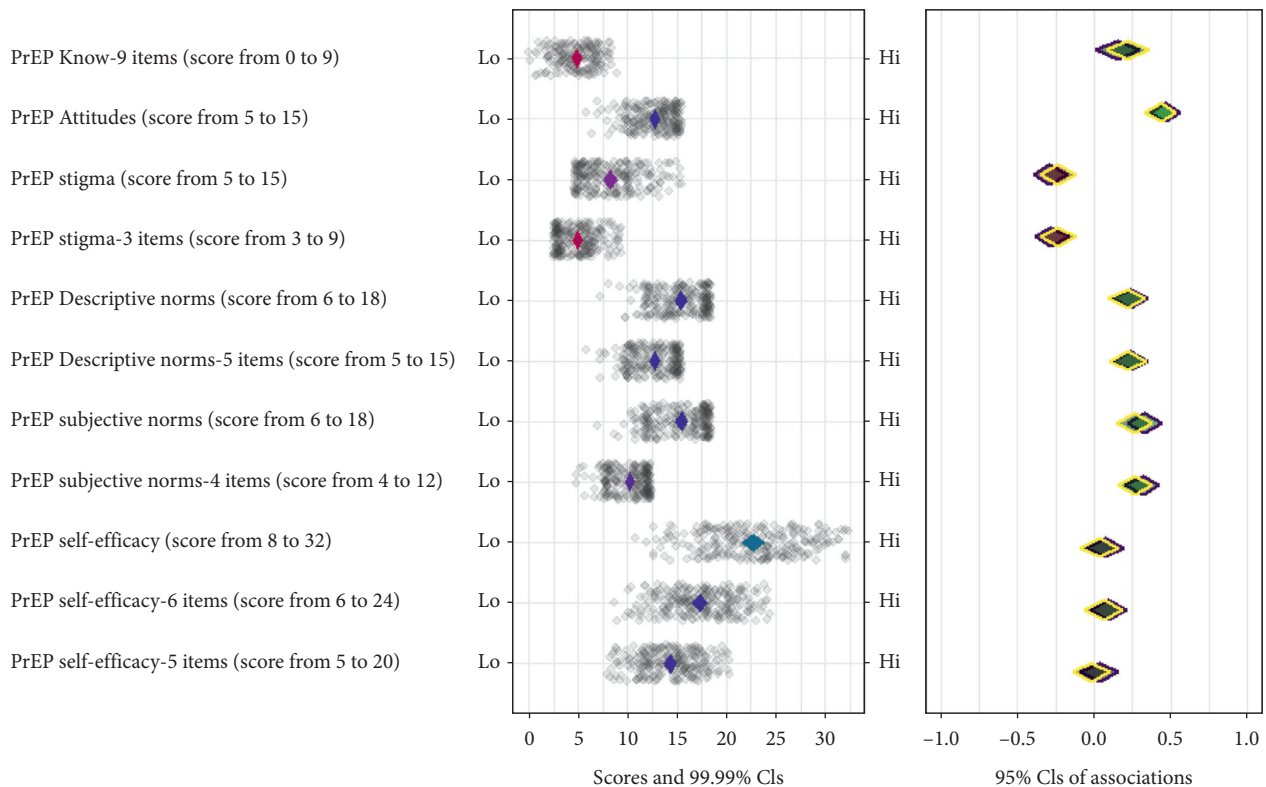 PrEP Know-9 items (score from 0 to 9) Lo Hi
PrEP Attitudes (score from 5 to 15) Lo Hi
PrEP stigma (score from 5 to 15) Lo Hi
PrEP stigma-3 items (score from 3 to 9) Lo Hi
PrEP Descriptive norms (score from 6 to 18) Lo Hi
PrEP Descriptive norms-5 items (score from 5 to 15) Lo Hi
PrEP subjective norms (score from 6 to 18) Lo Hi
PrEP subjective norms-4 items (score from 4 to 12) Lo Hi
PrEP self-efficacy (score from 8 to 32) Lo Hi
PrEP self-efficacy-6 items (score from 6 to 24) Lo Hi
PrEP self-efficacy-5 items (score from 5 to 20) Lo Hi
0 5 10 15 20 25 30 −1.0 −0.5 0.0 0.5 1.0
Scores and 99.99% Cls 95% Cls of associations